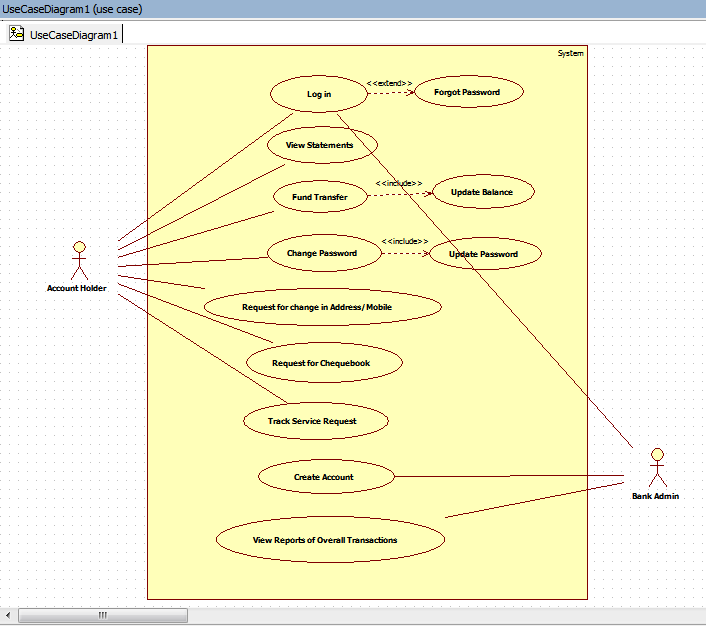 UseCaseDiagram1 (use case)
UseCaseDiagram1
System
Log in
<<extend>>
Forgot Password
View Statements
Fund Transfer
<<include>>
Update Balance
Change Password
<<include>>
Update Password
Account Holder
Request for change in Address/Mobile
Request for Chequebook
Track Service Request
Create Account
Bank Admin
View Reports of Overall Transactions